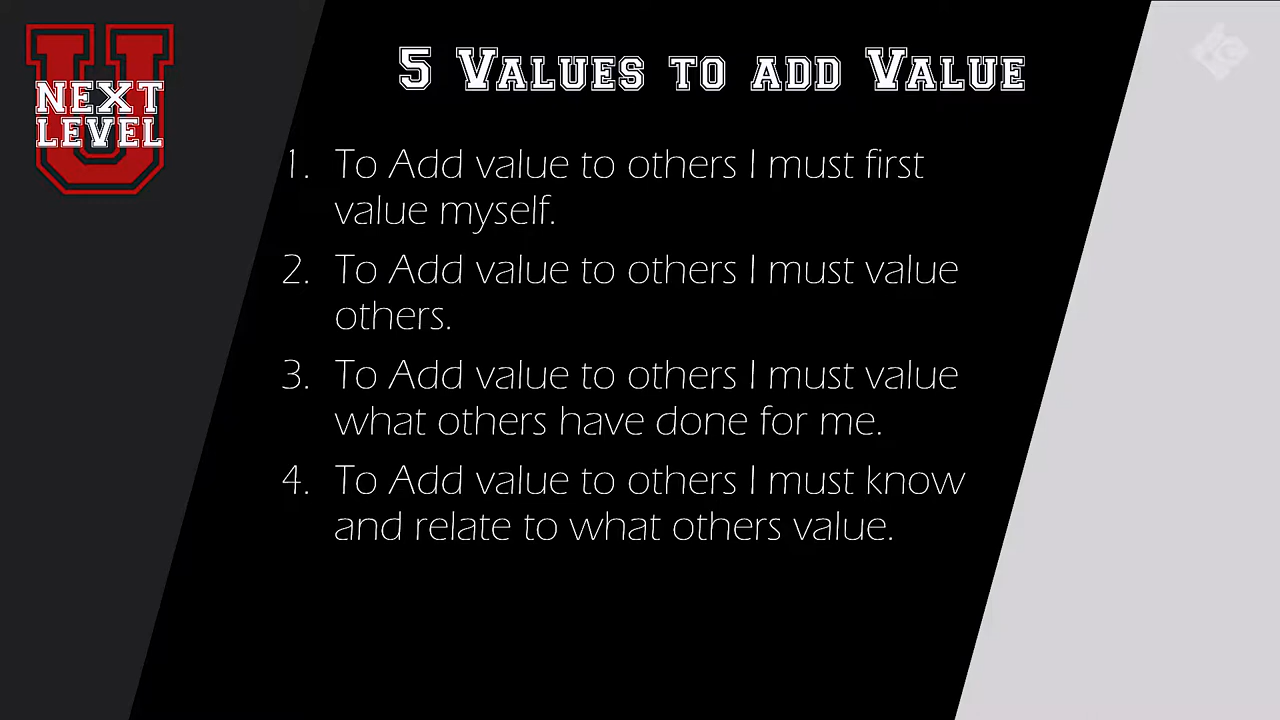 NEXT
LEVEL
5 Values to add Value
1. To Add value to others I must first
value myself.
2. To Add value to others I must value
others.
3. To Add value to others I must value
what others have done for me.
4. To Add value to others I must know
and relate to what others value.